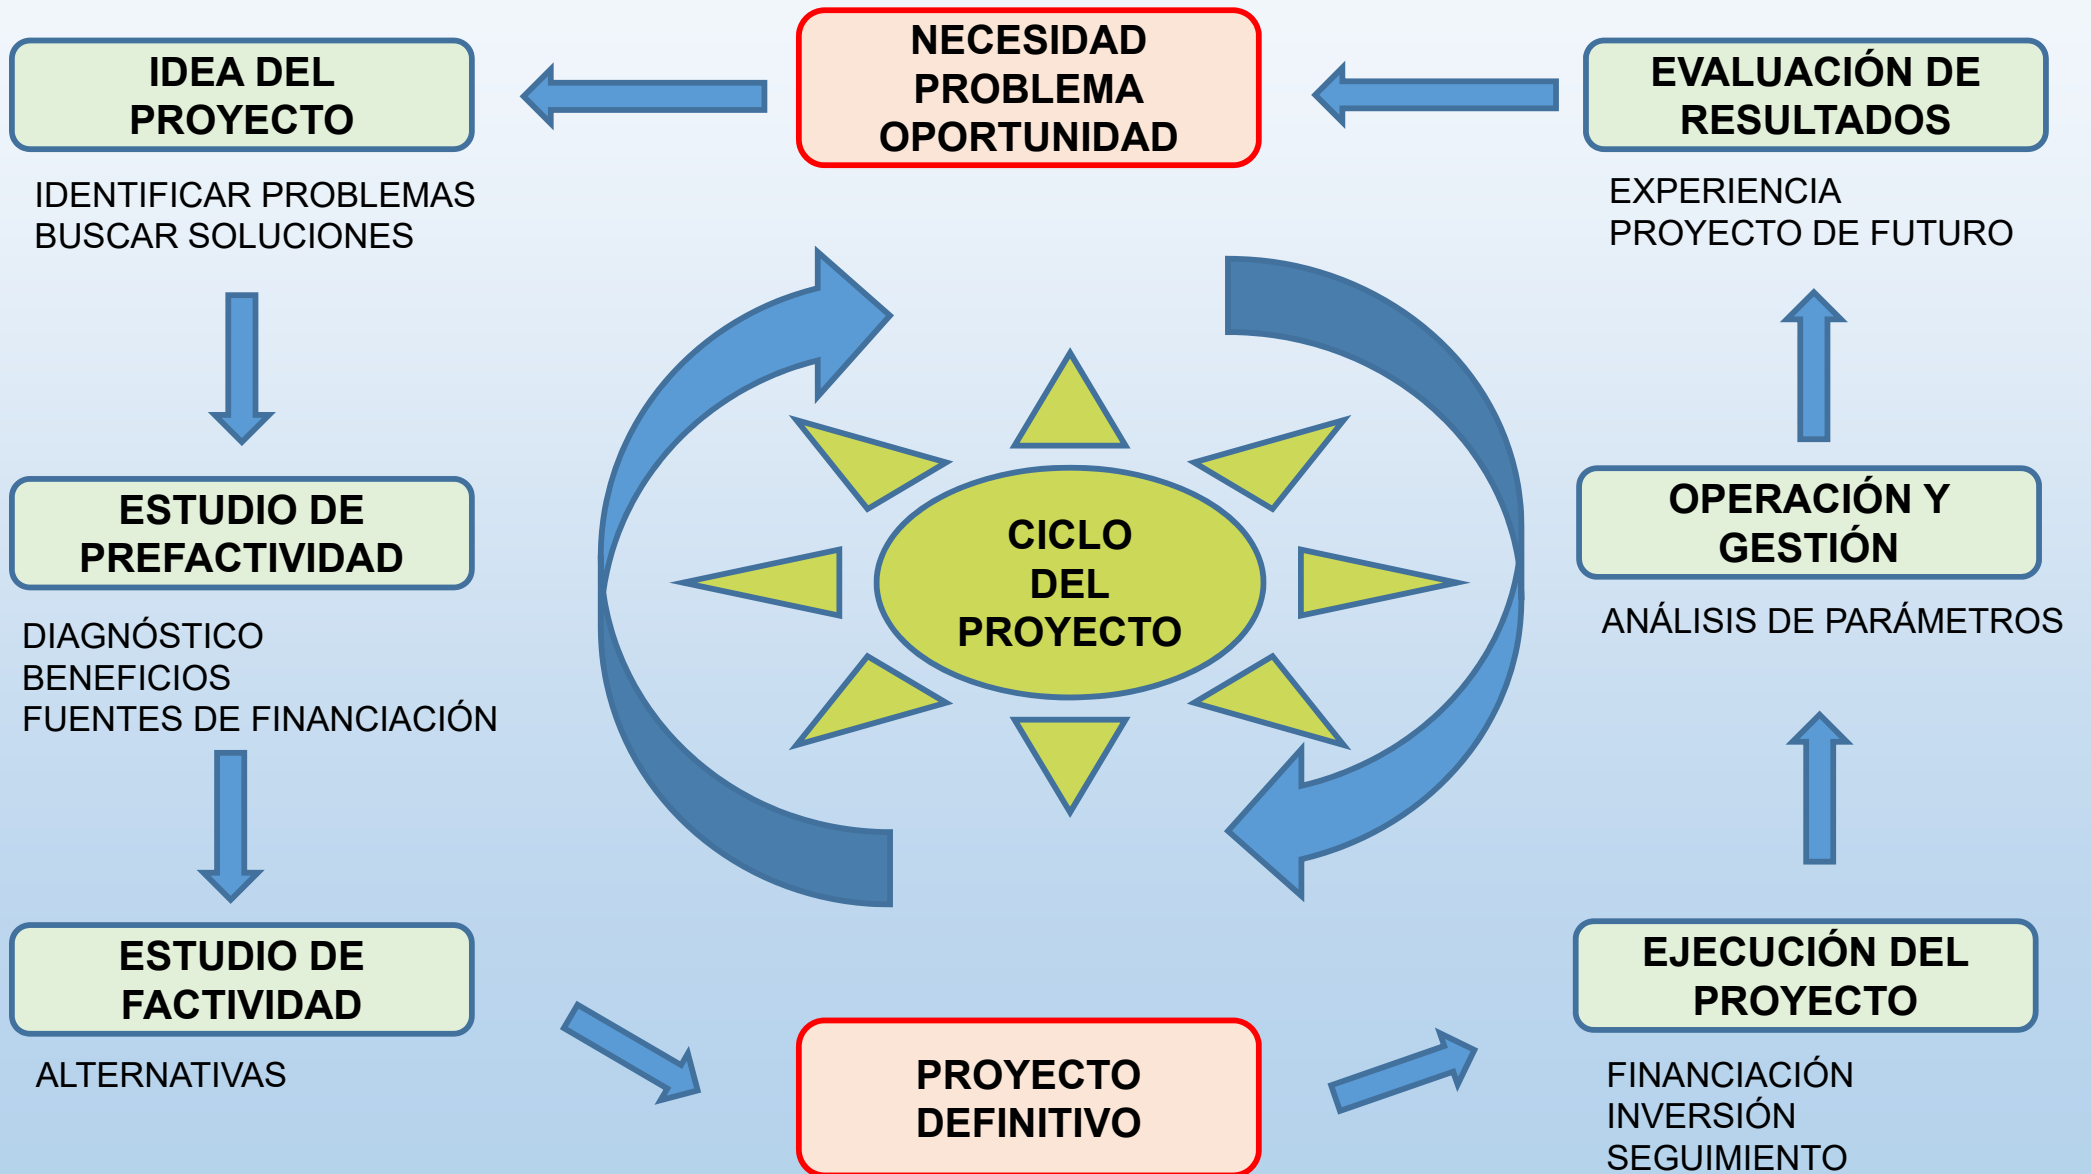 NECESIDAD
PROBLEMA
OPORTUNIDAD
IDEA DEL
PROYECTO
IDENTIFICAR PROBLEMAS
BUSCAR SOLUCIONES
ESTUDIO DE
PREFACTIVIDAD
DIAGNÓSTICO
BENEFICIOS
FUENTES DE FINANCIACIÓN
ESTUDIO DE
FACTIVIDAD
ALTERNATIVAS
PROYECTO
DEFINITIVO
EJECUCIÓN DEL
PROYECTO
FINANCIACIÓN
INVERSIÓN
SEGUIMIENTO
OPERACIÓN Y
GESTIÓN
ANÁLISIS DE PARÁMETROS
EVALUACIÓN DE
RESULTADOS
EXPERIENCIA
PROYECTO DE FUTURO
CICLO
DEL
PROYECTO